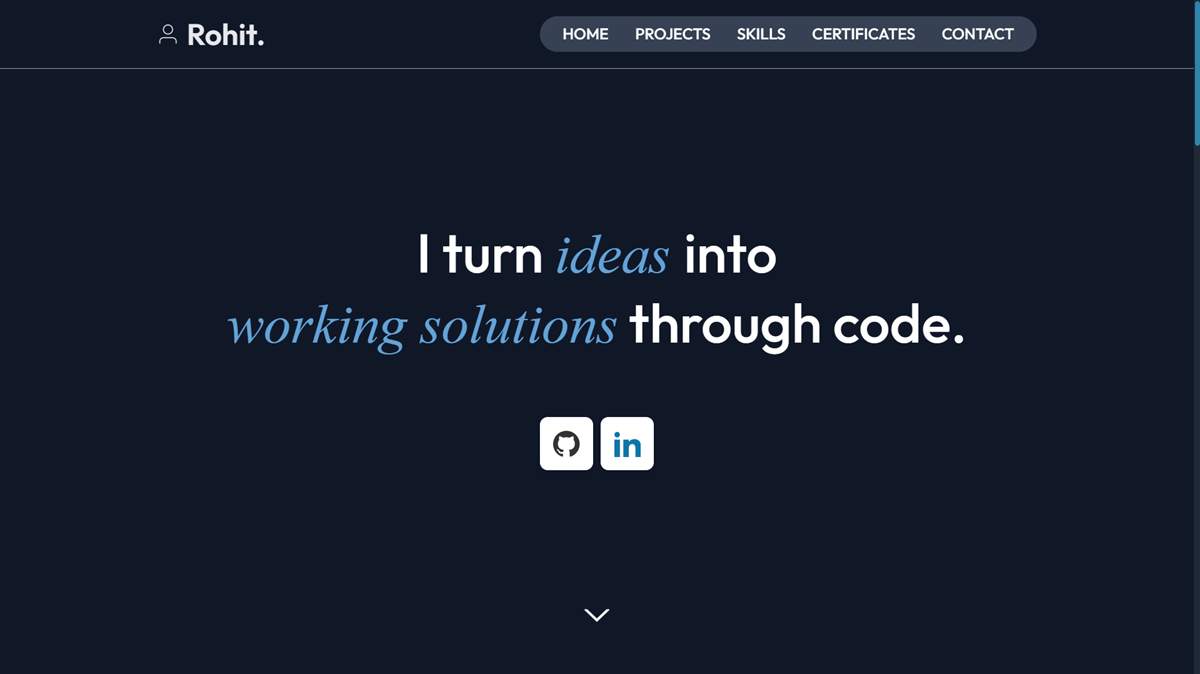 Rohit.
HOME PROJECTS SKILLS CERTIFICATES CONTACT
I turn ideas into
working solutions through code.
in